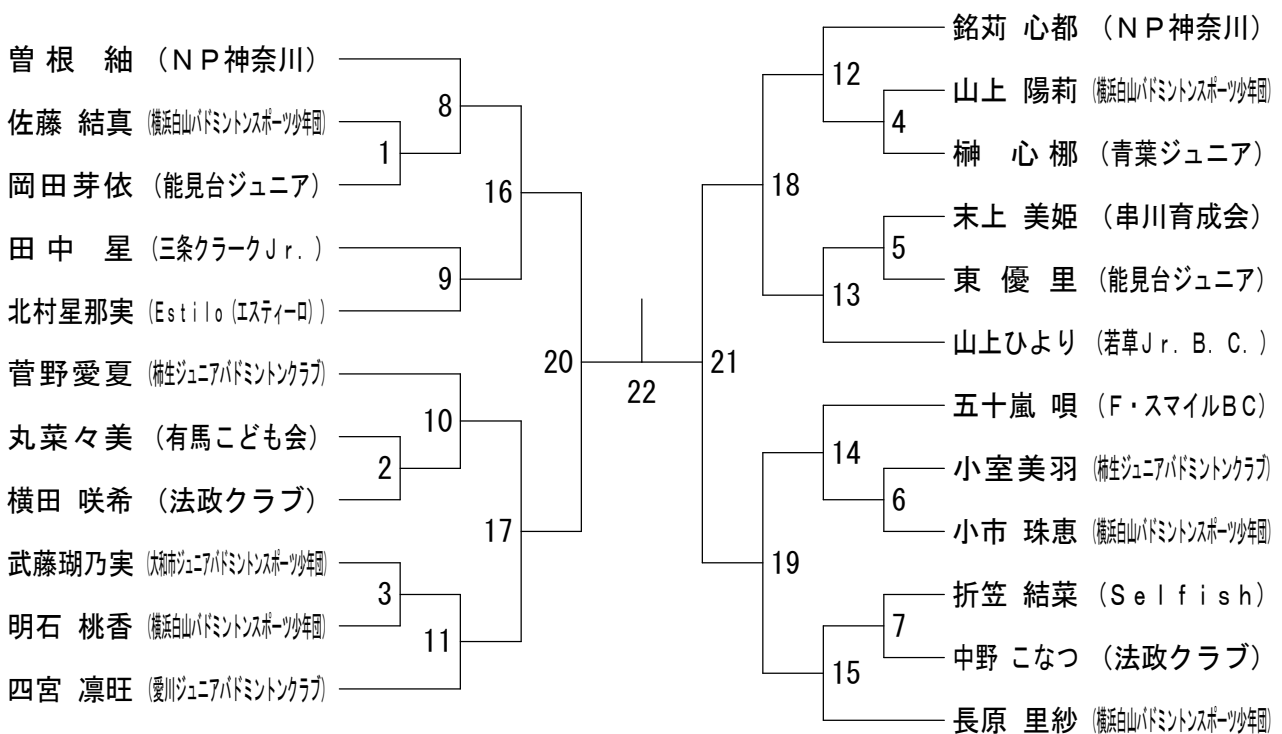 曽根 紬 (ＮＰ神奈川)
佐藤 結真 (横浜白山バドミントンスポーツ少年団)
岡田芽依 (能見台ジュニア)
田中 星 (三条クラークＪｒ．)
北村星那実 (Ｅｓｔｉｌｏ(エスティーロ))
菅野愛夏 (柿生ジュニアバドミントンクラブ)
丸菜々美 (有馬こども会)
横田 咲希 (法政クラブ)
武藤瑚乃実 (大和市ジュニアバドミントンスポーツ少年団)
明石 桃香 (横浜白山バドミントンスポーツ少年団)
四宮 凛旺 (愛川ジュニアバドミントンクラブ)
1
2
3
8
9
10
11
16
17
20
22
21
18
19
12
13
14
15
4
5
6
7
銘苅 心都 (ＮＰ神奈川)
山上 陽莉 (横浜白山バドミントンスポーツ少年団)
榊 心梛 (青葉ジュニア)
末上 美姫 (串川育成会)
東 優里 (能見台ジュニア)
山上ひより (若草Ｊｒ．Ｂ．Ｃ．)
五十嵐 唄 (Ｆ・スマイルＢＣ)
小室美羽 (柿生ジュニアバドミントンクラブ)
小市 珠恵 (横浜白山バドミントンスポーツ少年団)
折笠 結菜 (Ｓｅｌｆｉｓｈ)
中野 こなつ (法政クラブ)
長原 里紗 (横浜白山バドミントンスポーツ少年団)